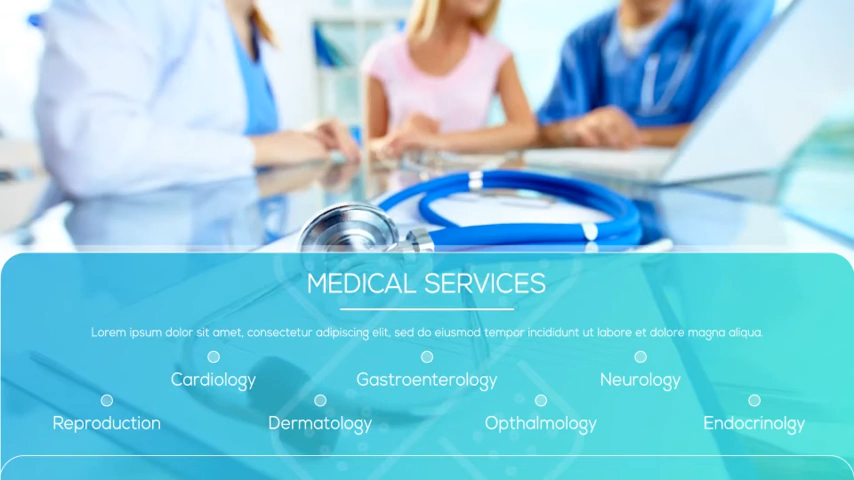 MEDICAL SERVICES
Lorem ipsum dolor sit amet, consectetur adipiscing elit, sed do eiusmod tempor incididunt ut labore et dolore magna aliqua.
Cardiology
Gastroenterology
Neurology
Reproduction
Dermatology
Opthalmology
Endocrinolgy